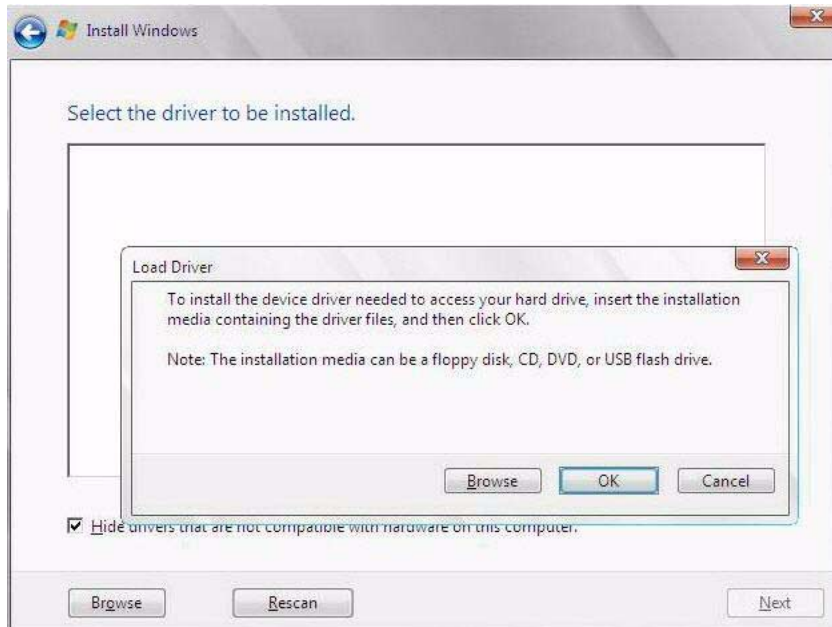 Install Windows
Select the driver to be installed.
Load Driver
To install the device driver needed to access your hard drive, insert the installation
media containing the driver files, and then click OK.
Note: The installation media can be a floppy disk, CD, DVD, or USB flash drive.
Browse OK Cancel
Hide drivers that are not compatible with hardware on this computer.
Browse Rescan Next